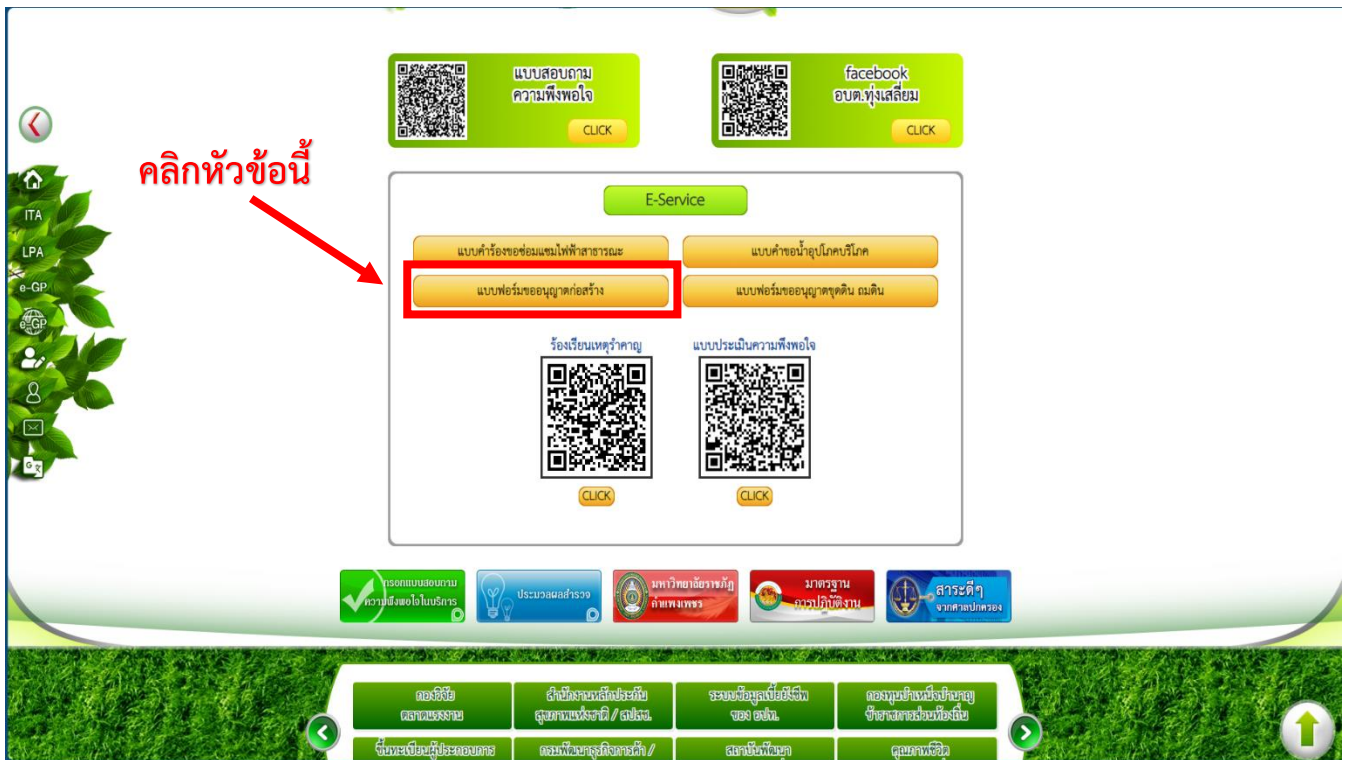 แบบสอบถาม
ความพึงพอใจ
CLICK
facebook
อบต.ทุ่งเสลี่ยม
CLICK
คลิกหัวข้อนี้
ITA
LPA
e-GP
e-GP
E-Service
แบบคำร้องขอซ่อมแซมไฟฟ้าสาธารณะ
แบบคำขอน้ำอุปโภคบริโภค
แบบฟอร์มขออนุญาตก่อสร้าง
แบบฟอร์มขออนุญาตขุดดิน ถมดิน
ร้องเรียนเหตุรำคาญ
แบบประเมินความพึงพอใจ
CLICK
CLICK
กรอกแบบสอบถาม
ความพึงพอใจในบริการ
ประมวลผลสำรวจ
มหาวิทยาลัยราชภัฏ
กำแพงเพชร
มาตรฐาน
การปฏิบัติงาน
สาระดีๆ
จากศาลปกครอง
กองวิจัย
ตลาดแรงงาน
สำนักงานหลักประกัน
สุขภาพแห่งชาติ / สปสช.
ระบบข้อมูลเบี้ยยังชีพ
ของ อปท.
กองทุนบำเหน็จบำนาญ
ข้าราชการส่วนท้องถิ่น
ขึ้นทะเบียนผู้ประกอบการ
กรมพัฒนาธุรกิจการค้า /
สถาบันพัฒนา
คุณภาพชีวิต